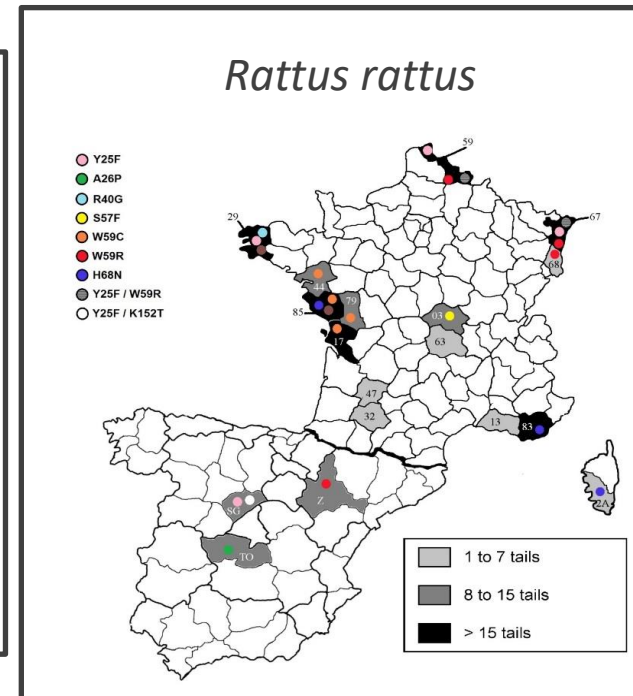 Rattus rattus
Y25F
A26P
R40G
S57F
W59C
W59R
H68N
Y25F / W59R
Y25F / K152T
59
29
67
68
44
79
85
03
17
63
47
32
13
83
2A
Z
SG
TO
1 to 7 tails
8 to 15 tails
> 15 tails